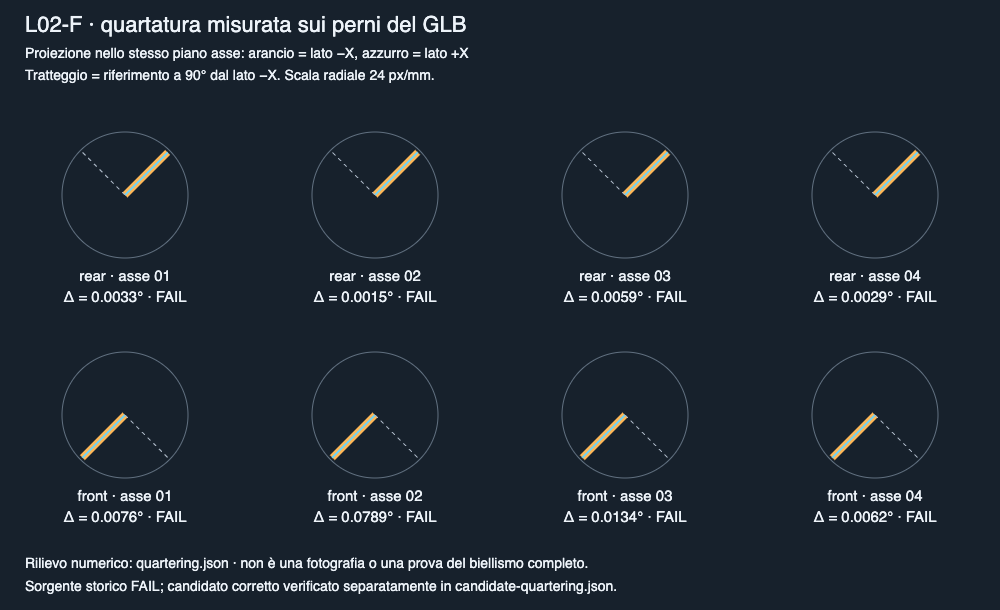 L02-F · quartatura misurata sui perni del GLB
Proiezione nello stesso piano asse: arancio = lato −X, azzurro = lato +X
Tratteggio = riferimento a 90° dal lato −X. Scala radiale 24 px/mm.
rear · asse 01
Δ = 0.0033° · FAIL
rear · asse 02
Δ = 0.0015° · FAIL
rear · asse 03
Δ = 0.0059° · FAIL
rear · asse 04
Δ = 0.0029° · FAIL
front · asse 01
Δ = 0.0076° · FAIL
front · asse 02
Δ = 0.0789° · FAIL
front · asse 03
Δ = 0.0134° · FAIL
front · asse 04
Δ = 0.0062° · FAIL
Rilievo numerico: quartering.json · non è una fotografia o una prova del biellismo completo.
Sorgente storico FAIL; candidato corretto verificato separatamente in candidate-quartering.json.